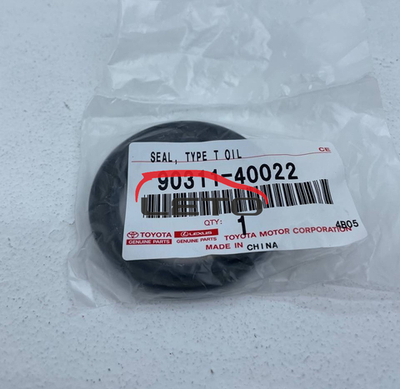 SEAL, TYPE T OIL
CE
90311-40022
LETO
QTY: 1
4B05
TOYOTA LEXUS TOYOTA MOTOR CORPORATION
GENUINE PARTS GENUINE PARTS
MADE IN CHINA